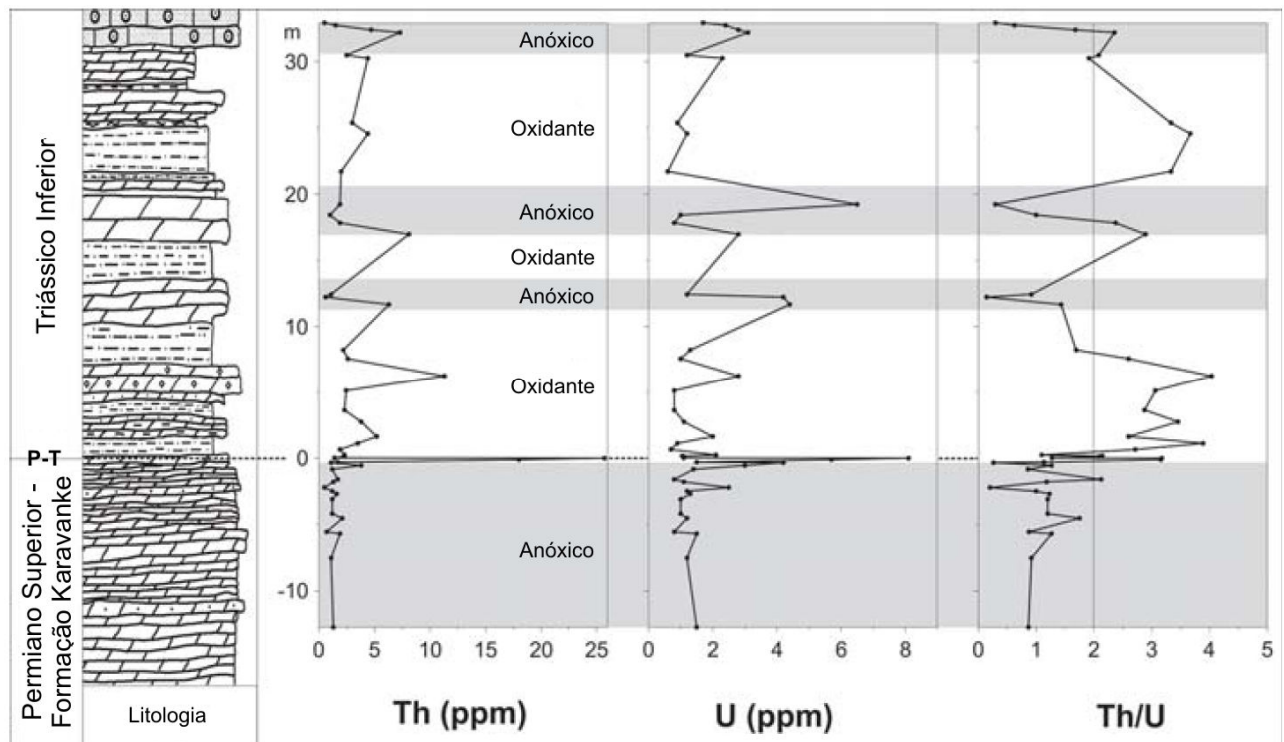 Triássico Inferior
P-T
Permiano Superior -
Formação Karavanke
Litologia
m
30
20
10
0
-10
Anóxico
Oxidante
Anóxico
Oxidante
Anóxico
Oxidante
Anóxico
0 5 10 15 20 25
0 2 4 6 8
0 1 2 3 4 5
Th (ppm)
U (ppm)
Th/U